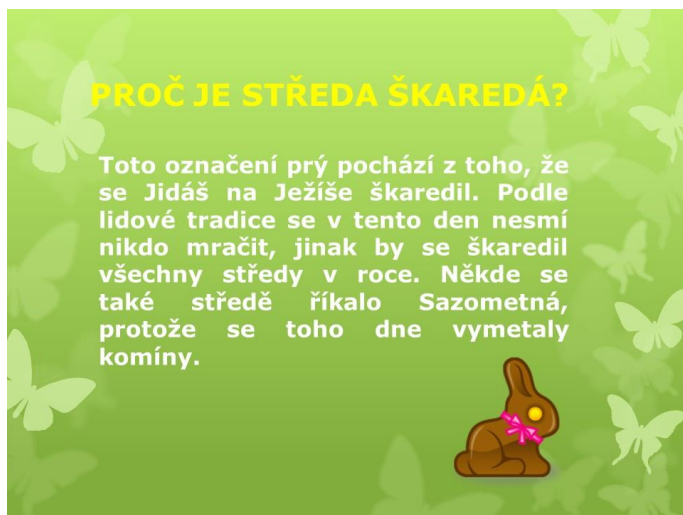 PROČ JE STŘEDA ŠKAREDÁ?
Toto označení prý pochází z toho, že
se Jidáš na Ježíše škaredil. Podle
lidové tradice se v tento den nesmí
nikdo mračit, jinak by se škaredil
všechny středy v roce. Někde se
také středě říkalo Sazometná,
protože se toho dne vymetaly
komíny.